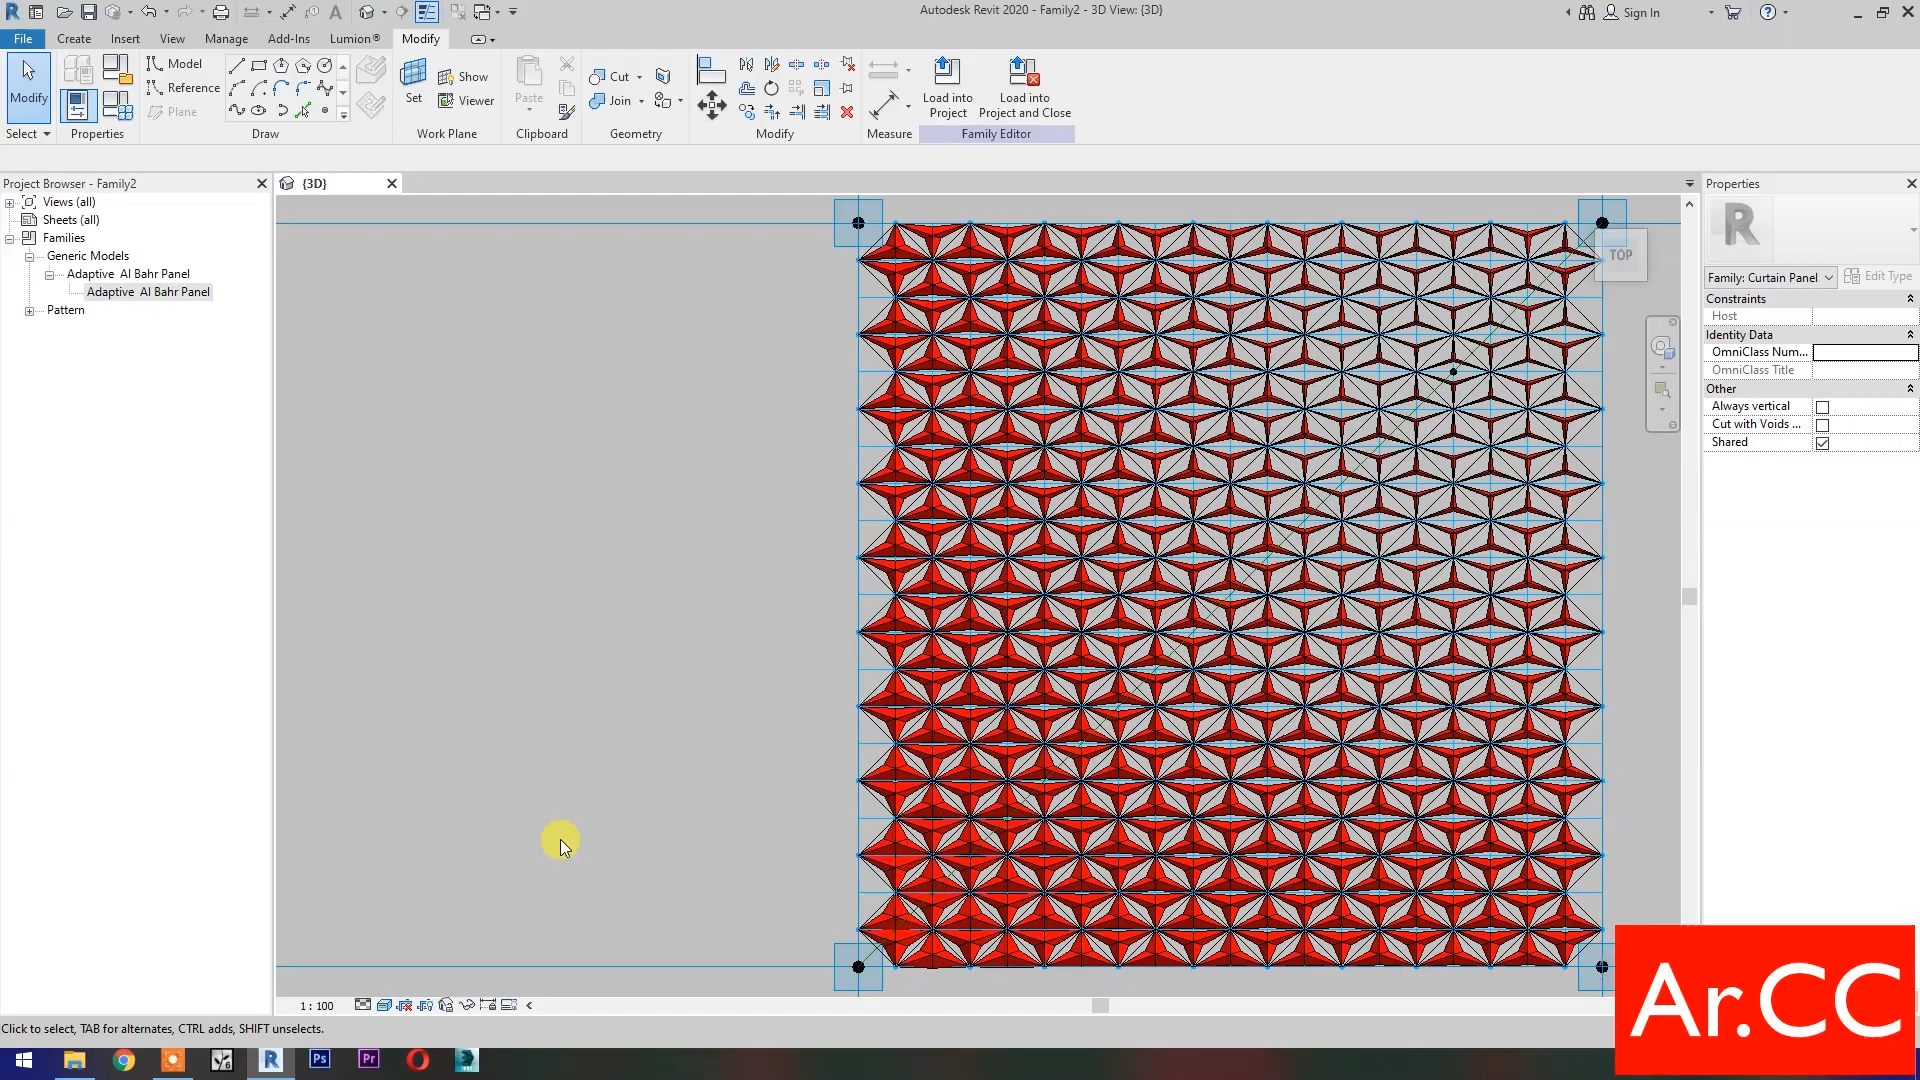 Autodesk Revit 2020 - Family2 - 3D View: {3D}
Sign In
File Create Insert View Manage Add-Ins Lumion® Modify
Modify
Model
Reference
Plane
Set
Show
Viewer
Paste
Cut
Join
Load into
Project
Load into
Project and Close
Select Properties Draw Work Plane Clipboard Geometry Modify Measure Family Editor
Project Browser - Family2
{3D}
Properties
Views (all)
Sheets (all)
Families
Generic Models
Adaptive Al Bahr Panel
Adaptive Al Bahr Panel
Pattern
TOP
R
Family: Curtain Panel
Edit Type
Constraints
Host
Identity Data
OmniClass Num...
OmniClass Title
Other
Always vertical
Cut with Voids ...
Shared
1 : 100
Click to select, TAB for alternates, CTRL adds, SHIFT unselects.
R
Ps
Pr
Ar.CC